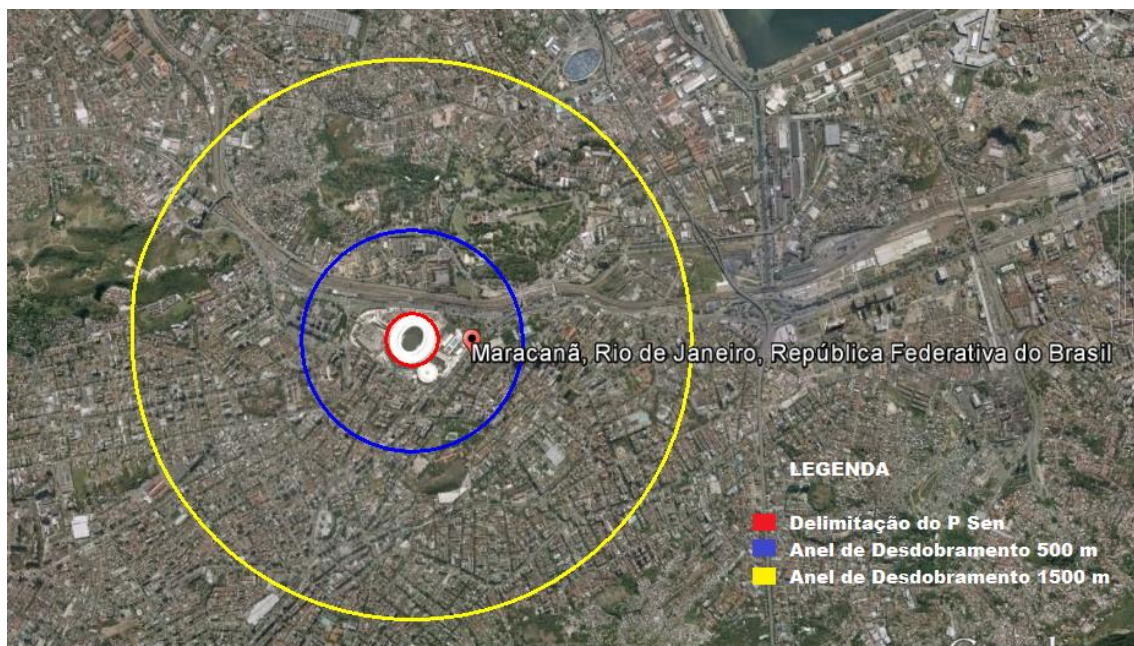 Maracanã, Rio de Janeiro, República Federativa do Brasil
LEGENDA
Delimitação do P Sen
Anel de Desdobramento 500 m
Anel de Desdobramento 1500 m